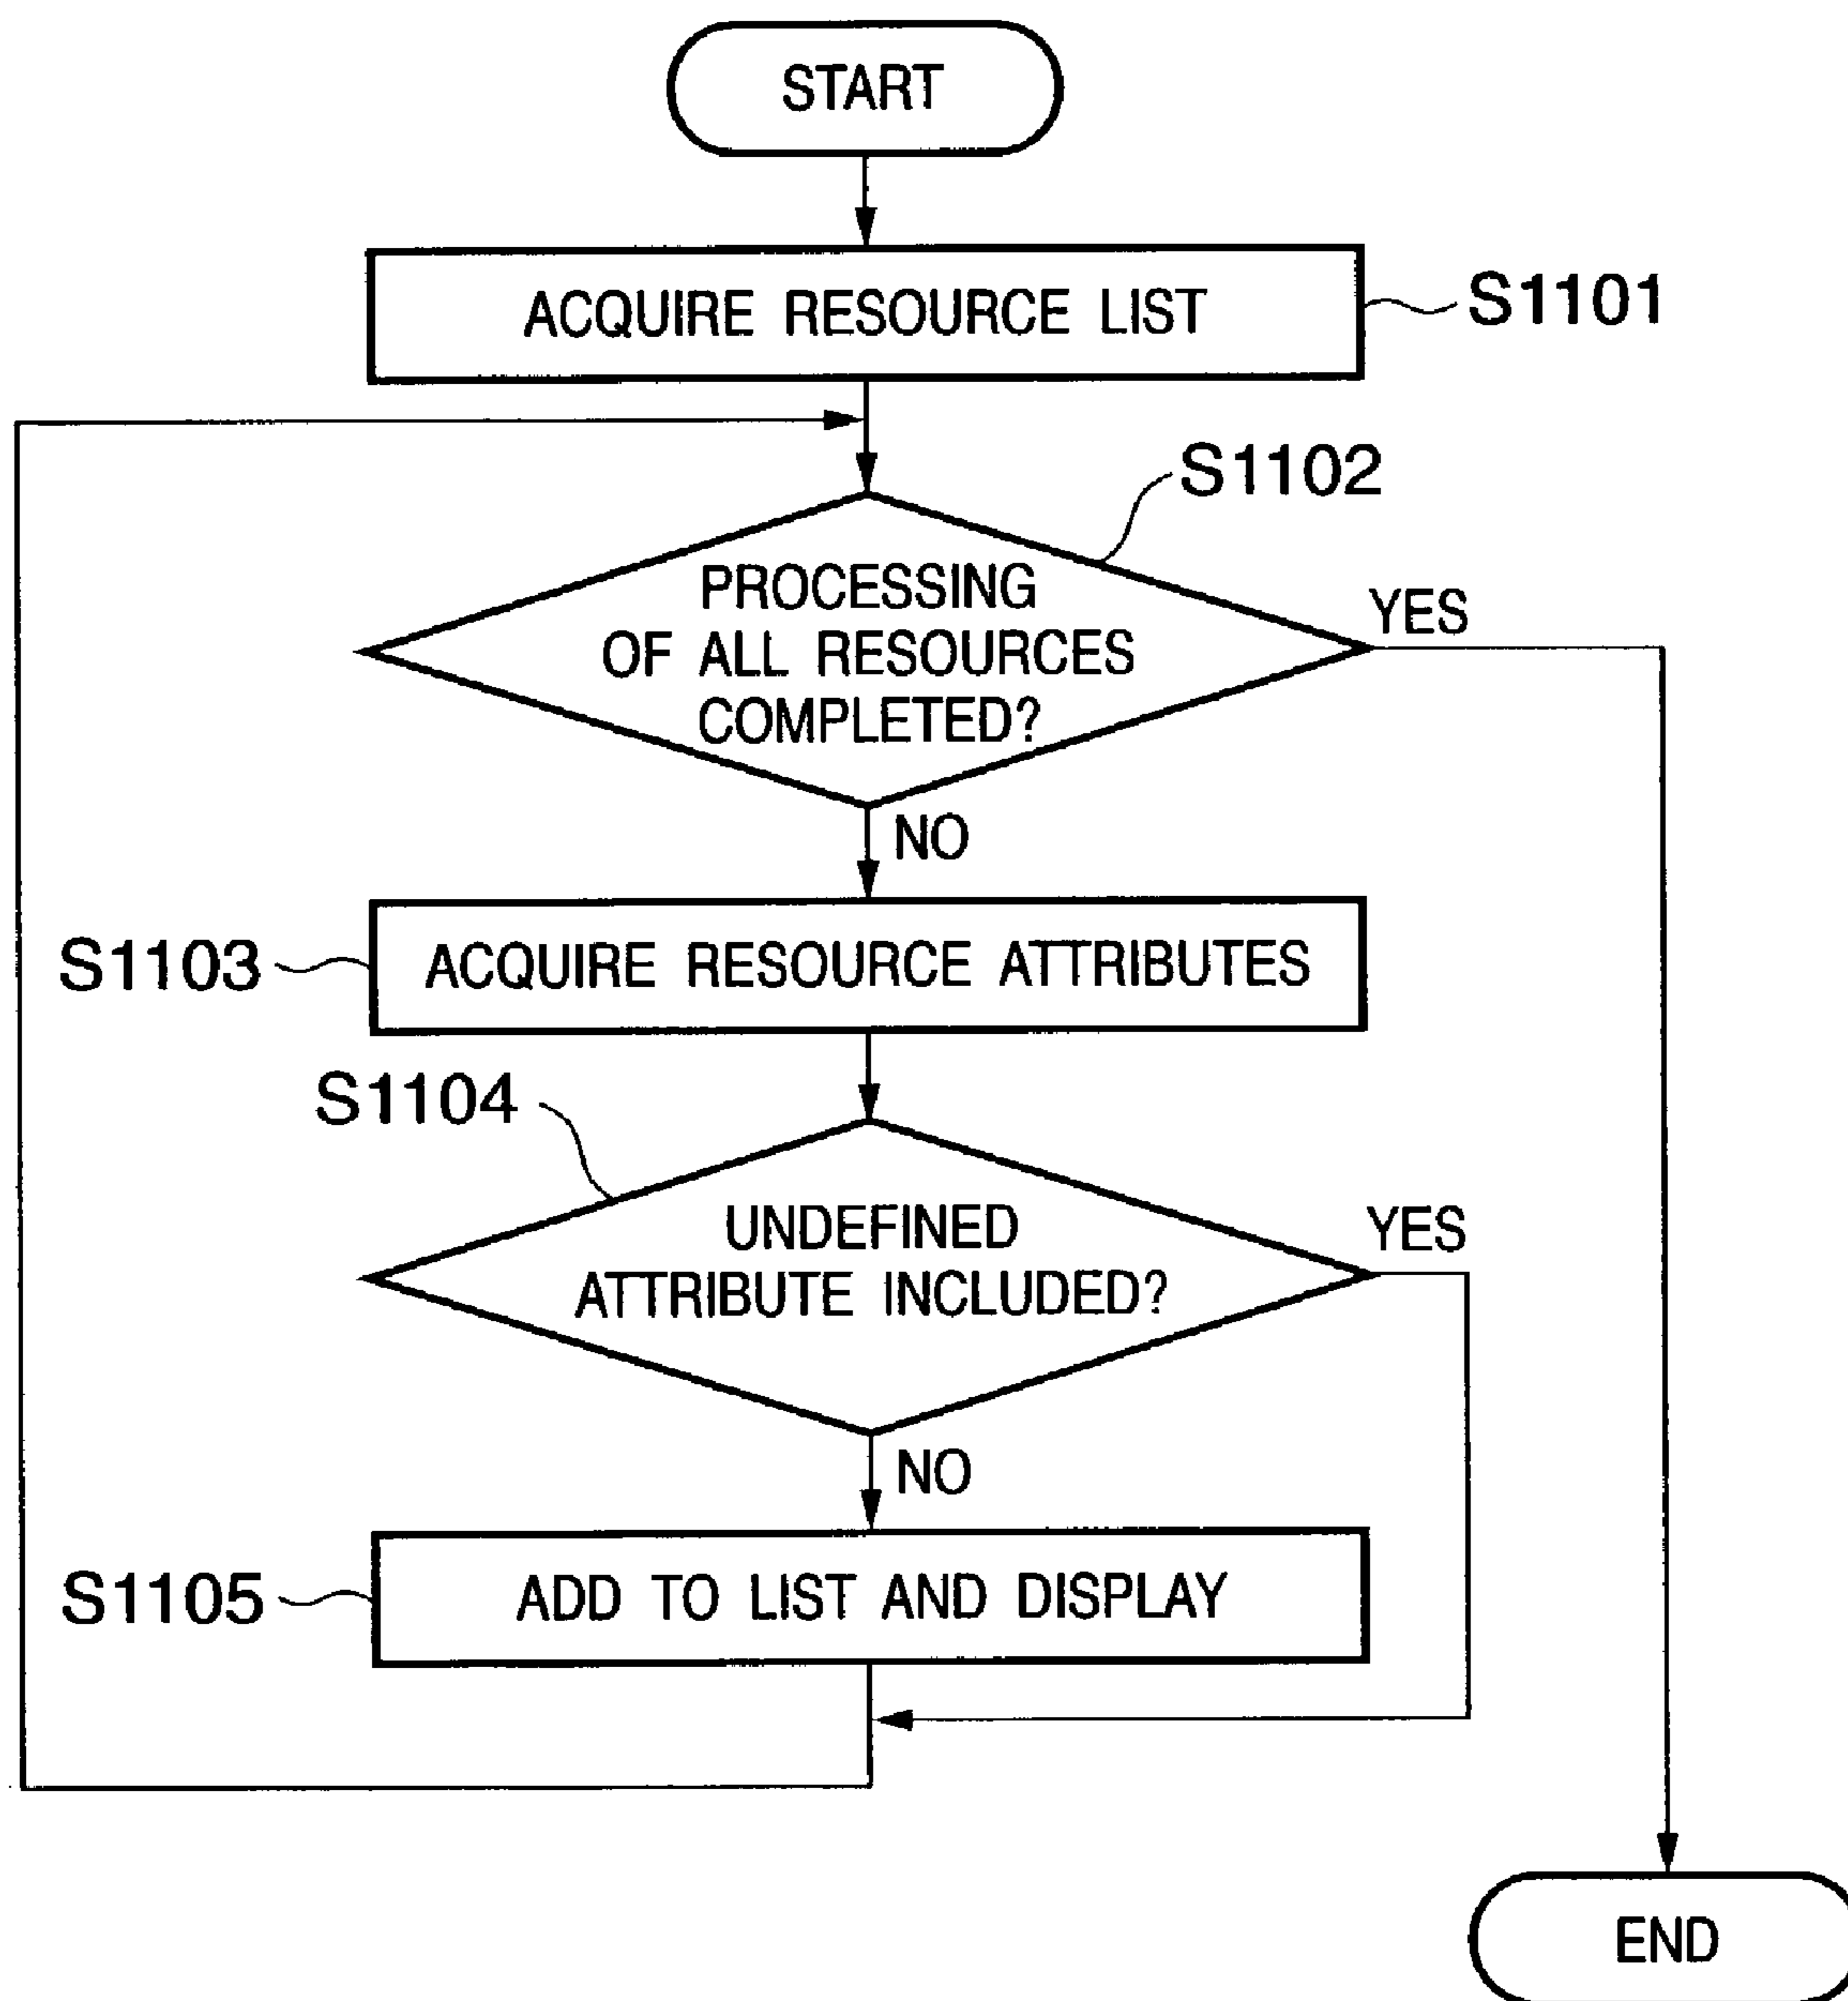 START
ACQUIRE RESOURCE LIST
S1101
S1102
PROCESSING
OF ALL RESOURCES
COMPLETED?
YES
NO
S1103
ACQUIRE RESOURCE ATTRIBUTES
S1104
UNDEFINED
ATTRIBUTE INCLUDED?
YES
NO
S1105
ADD TO LIST AND DISPLAY
END